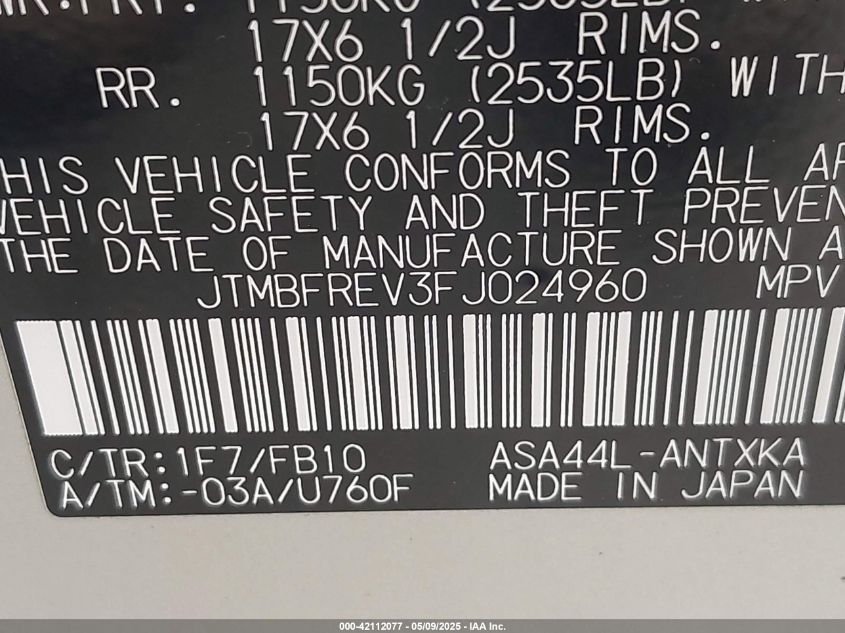 17X6 1/2J RIMS.
RR. 1150KG (2535LB) WITH
17X6 1/2J RIMS.
HIS VEHICLE CONFORMS TO ALL AP
VEHICLE SAFETY AND THEFT PREVEN
THE DATE OF MANUFACTURE SHOWN A
JTMBFREV3FJ024960 MPV
C/TR:1F7/FB10 ASA44L-ANTXKA
A/TM:-03A/U760F MADE IN JAPAN
000-42112077 - 05/09/2025 - IAA Inc.